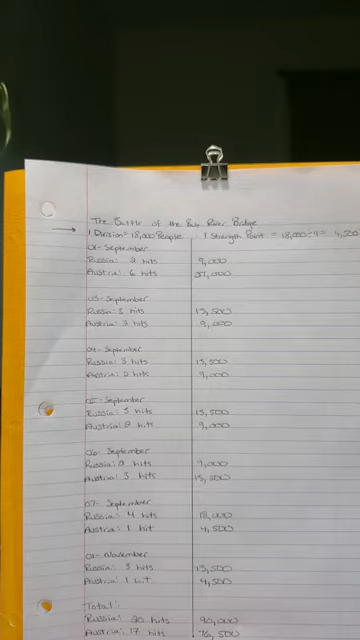 The Battle of the Bug River Bridge
1 Division = 18,000 People 1 Strength Point = 18,000÷4= 4,500
September
Russia: 2 hits 9,000
Austria: 6 hits 27,000
03-September
Russia: 3 hits 13,500
Austria: 2 hits 9,000
04-September
Russia: 3 hits 13,500
Austria: 2 hits 9,000
05-September
Russia: 3 hits 13,500
Austria: 2 hits 9,000
06-September
Russia: 2 hits 9,000
Austria: 3 hits 13,500
07-September
Russia: 4 hits 18,000
Austria: 1 hit 4,500
November
Russia: 3 hits 13,500
Austria: 1 hit 4,500
Total:
Russia: 20 hits 90,000
Austria: 17 hits 76,500